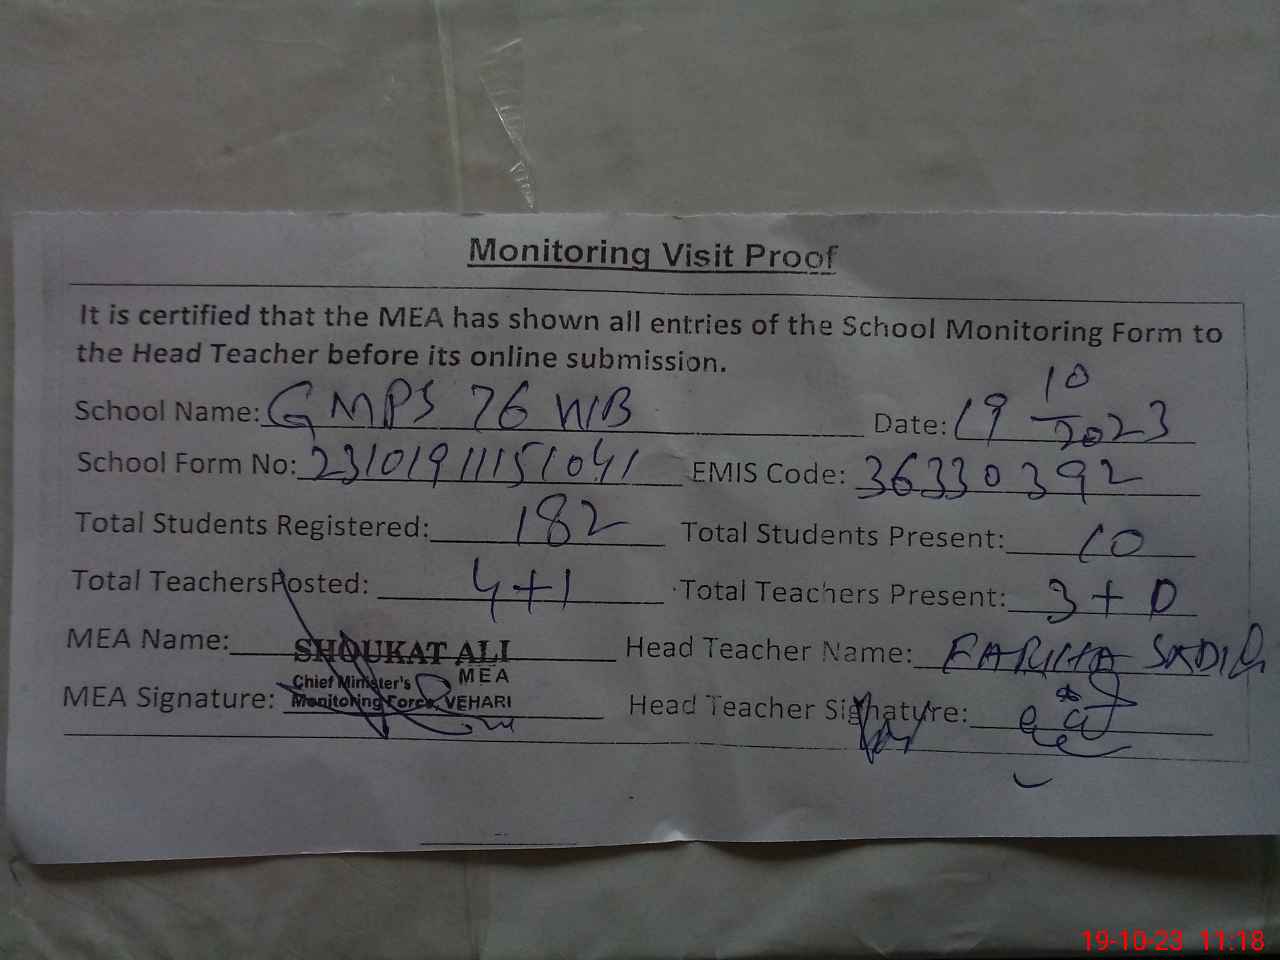 Monitoring Visit Proof
It is certified that the MEA has shown all entries of the School Monitoring Form to
the Head Teacher before its online submission.
School Name: GMPS 76 WB Date: 19 10 2023
School Form No: 23101911151041 EMIS Code: 36330392
Total Students Registered: 182 Total Students Present: 10
Total Teachers Posted: 4+1 Total Teachers Present: 3+0
MEA Name: SHOUKAT ALI Head Teacher Name: FARIHA
MEA
Chief Minister's
MEA Signature: Monitoring Force, VEHARI Head Teacher Signature:
19-10-23 11:18